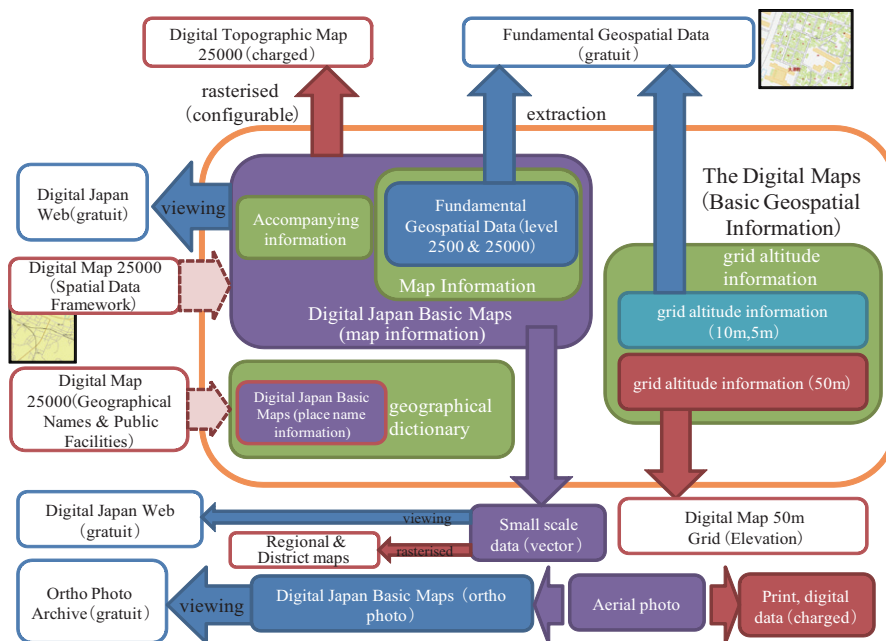 Digital Topographic Map
25000 (charged)
Fundamental Geospatial Data
(gratuit)
rasterised
(configurable)
extraction
Digital Japan
Web(gratuit)
viewing
Accompanying
information
Fundamental
Geospatial Data(level
2500 & 25000)
Map Information
Digital Japan Basic Maps
(map information)
The Digital Maps
(Basic Geospatial
Information)
grid altitude
information
grid altitude information
(10m,5m)
grid altitude information (50m)
Digital Map 25000
(Spatial Data
Framework)
Digital Map
25000(Geographical
Names & Public
Facilities)
Digital Japan Basic
Maps (place name
information)
geographical
dictionary
Digital Japan Web
(gratuit)
viewing
Regional &
District maps
rasterised
Small scale
data (vector)
Digital Map 50m
Grid (Elevation)
Ortho Photo
Archive(gratuit)
viewing
Digital Japan Basic Maps (ortho
photo)
Aerial photo
Print, digital
data (charged)